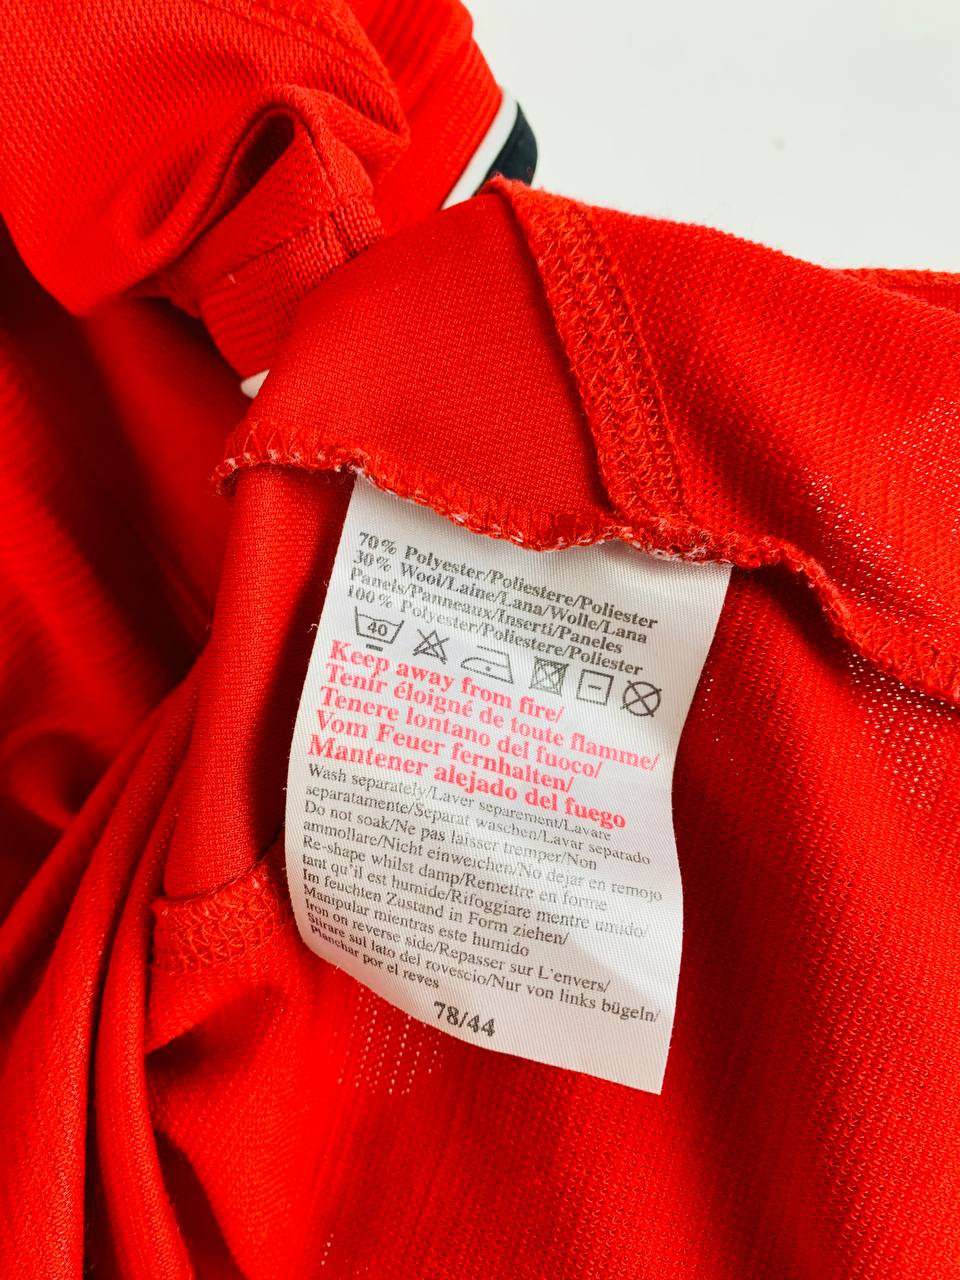 70% Polyester/Poliestere/Poliester
30% Wool/Laine/Lana/Wolle/Lana
Panels/Panneaux/Inserti/Paneles
100% Polyester/Poliestere/Poliester
40
Keep away from fire/
Tenir éloigné de toute flamme/
Tenere lontano del fuoco/
Vom Feuer fernhalten/
Mantener alejado del fuego
Wash separately/Laver separement/Lavare
separatamente/Separat waschen/Lavar separado
Do not soak/Ne pas laisser tremper/Non
ammollare/Nicht einweichen/No dejar en remojo
Re-shape whilst damp/Remettre en forme
tant qu'il est humide/Rifoggiare mentre umido/
Im feuchten Zustand in Form ziehen/
Manipular mientras este humido
Iron on reverse side/Repasser sur L'envers/
Stirare sul lato del rovescio/Nur von links bügeln/
Planchar por el reves
78/44